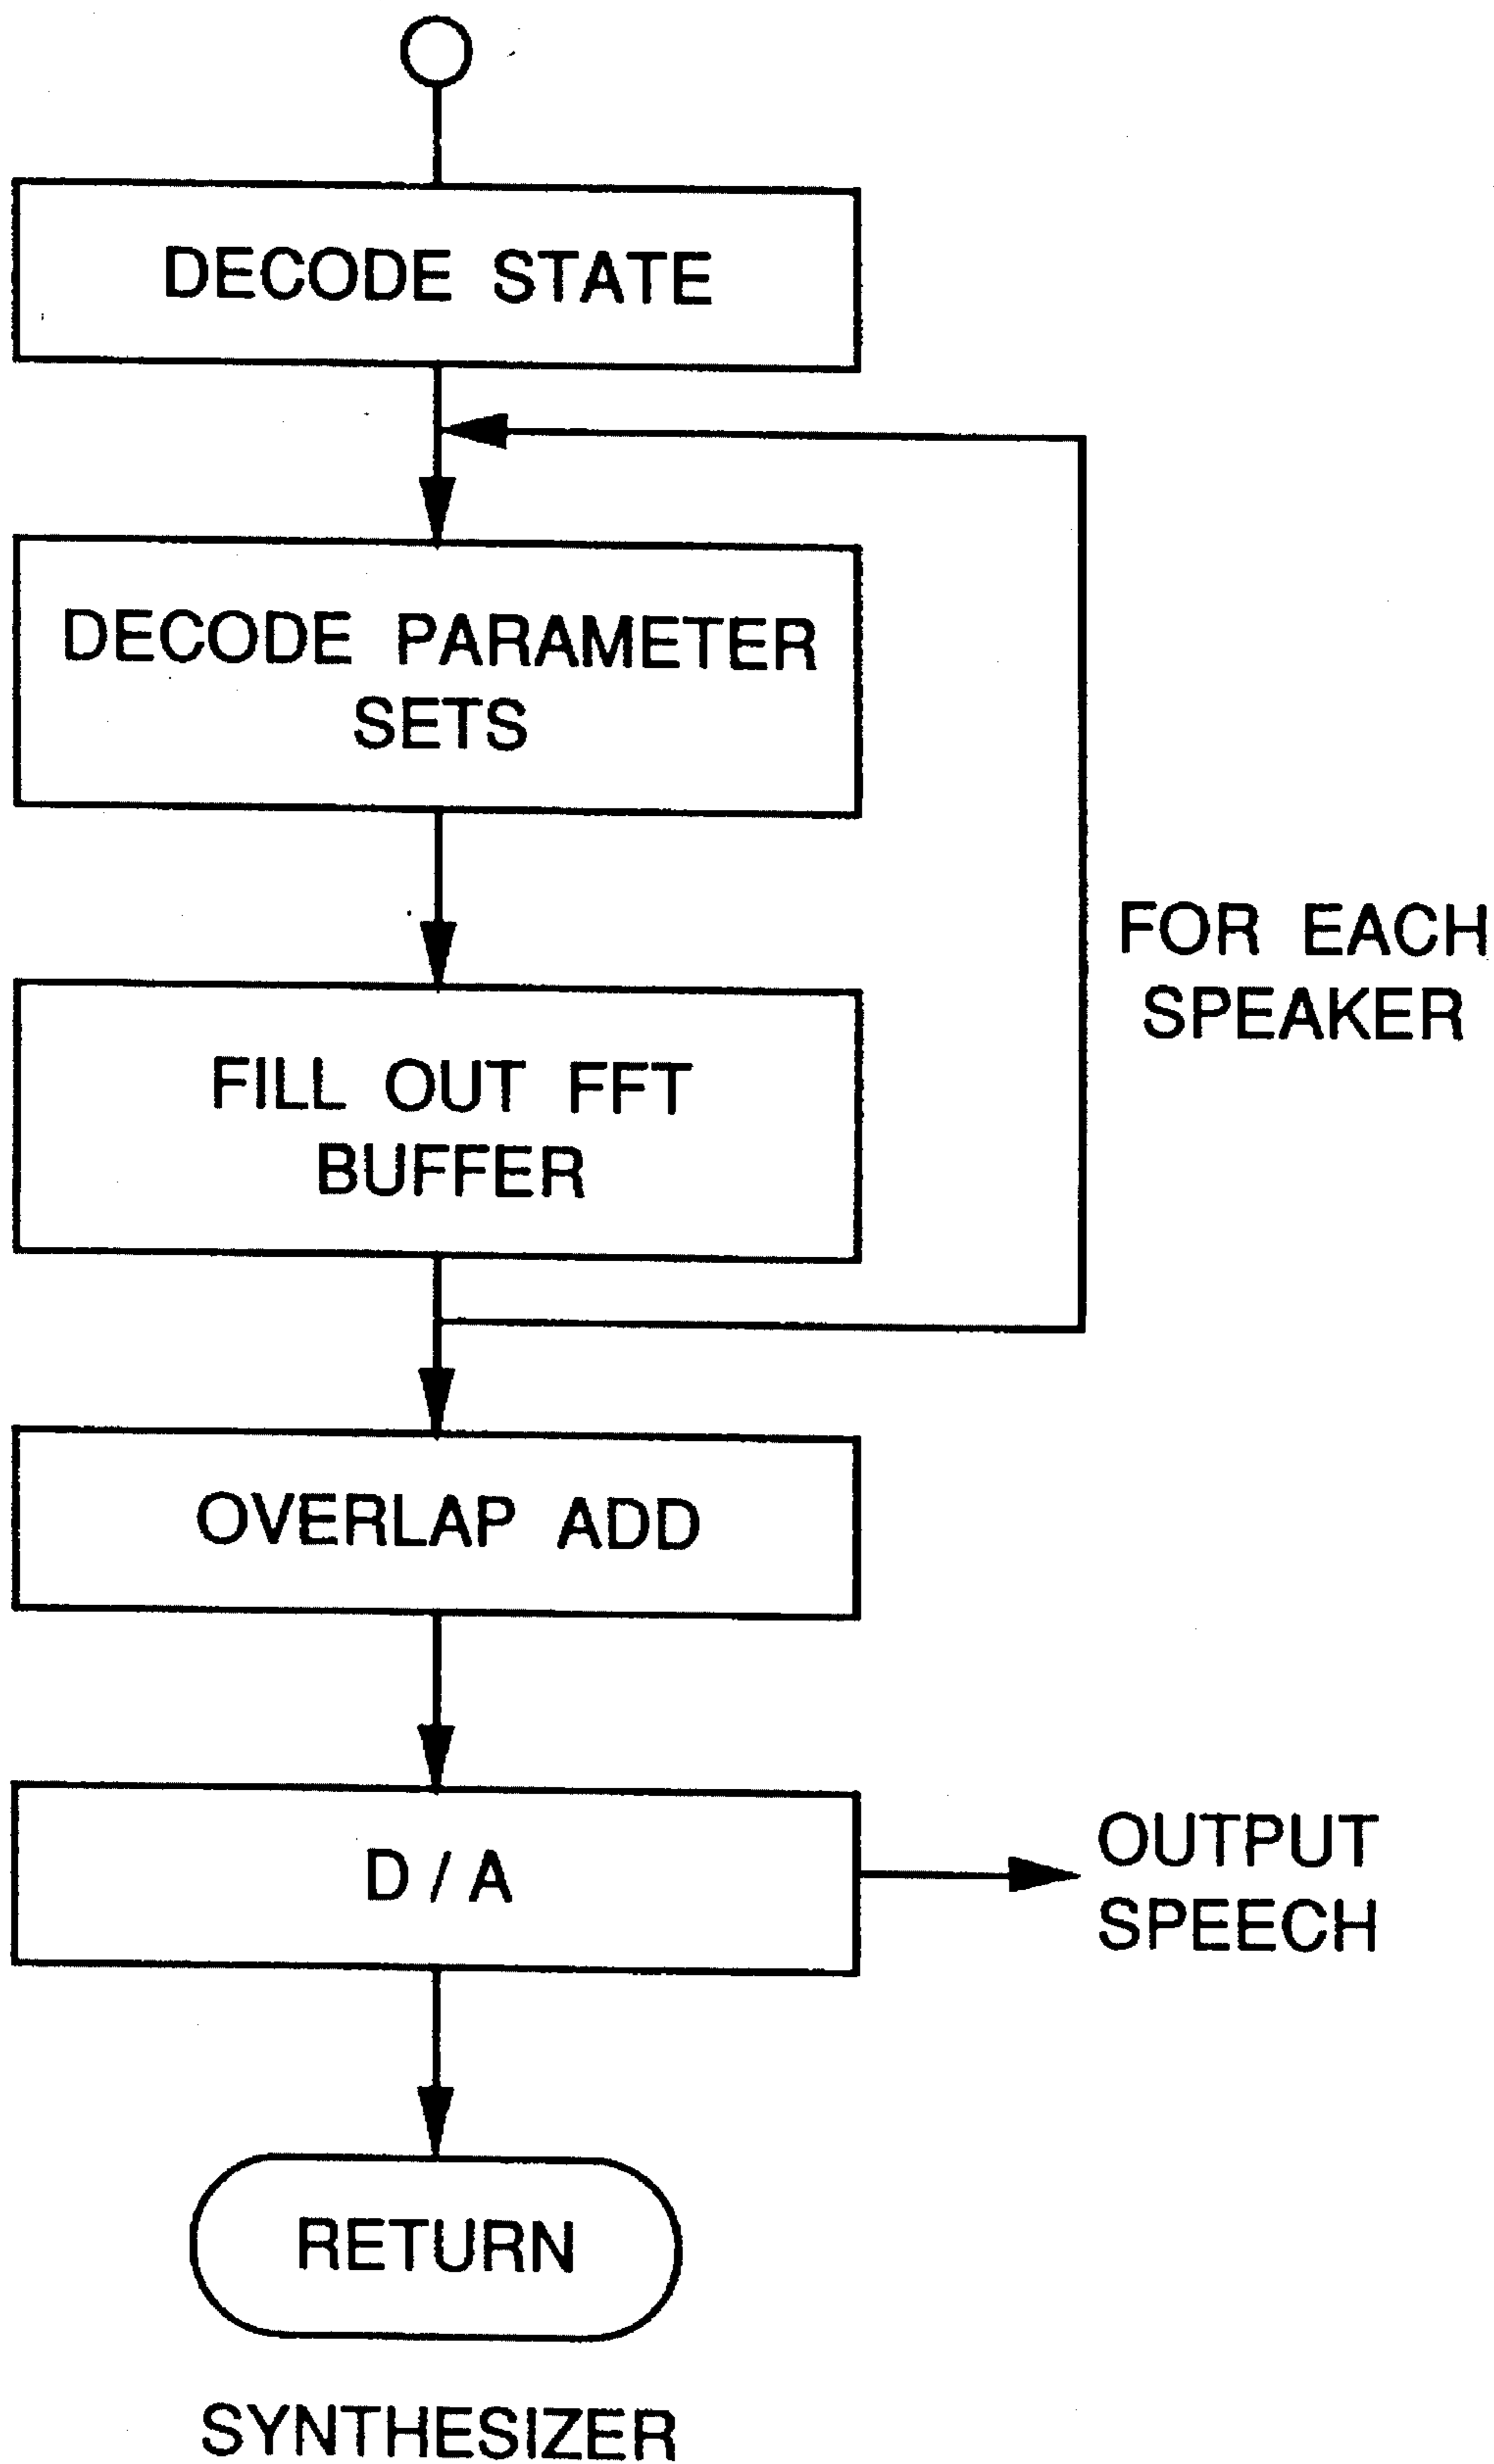 DECODE STATE
DECODE PARAMETER
SETS
FOR EACH
SPEAKER
FILL OUT FFT
BUFFER
OVERLAP ADD
D / A
OUTPUT
SPEECH
RETURN
SYNTHESIZER